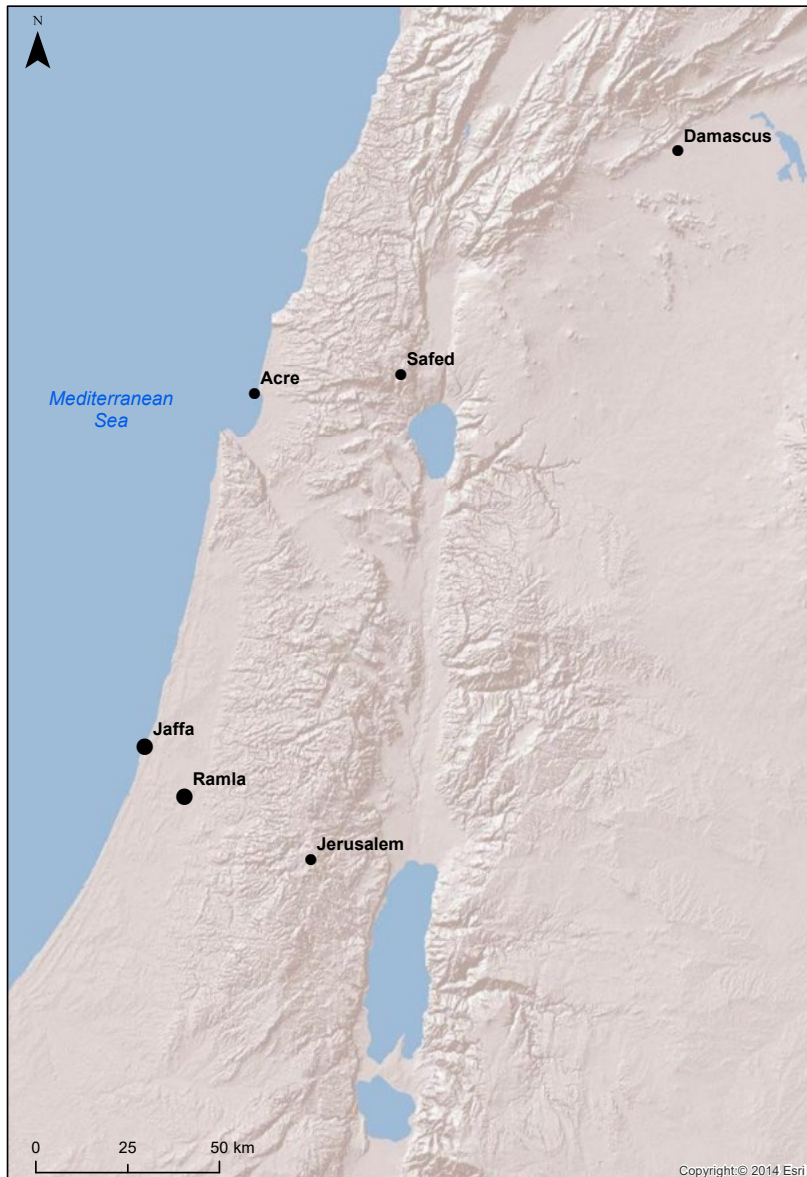 N
Damascus
Safed
Acre
Mediterranean
Sea
Jaffa
Ramla
Jerusalem
0 25 50 km
Copyright:© 2014 Esri